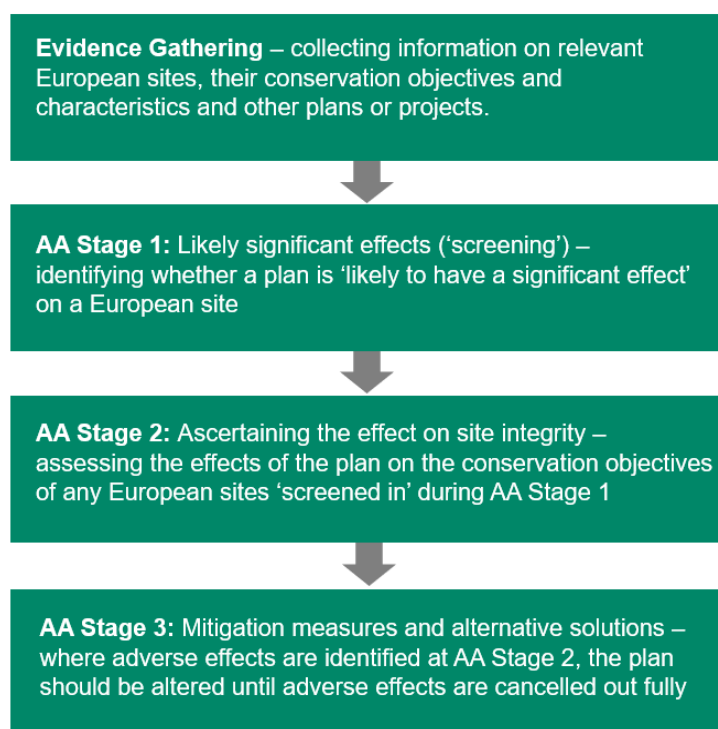 Evidence Gathering – collecting information on relevant
European sites, their conservation objectives and
characteristics and other plans or projects.
AA Stage 1: Likely significant effects (‘screening’) –
identifying whether a plan is ‘likely to have a significant effect’
on a European site
AA Stage 2: Ascertaining the effect on site integrity –
assessing the effects of the plan on the conservation objectives
of any European sites ‘screened in’ during AA Stage 1
AA Stage 3: Mitigation measures and alternative solutions –
where adverse effects are identified at AA Stage 2, the plan
should be altered until adverse effects are cancelled out fully